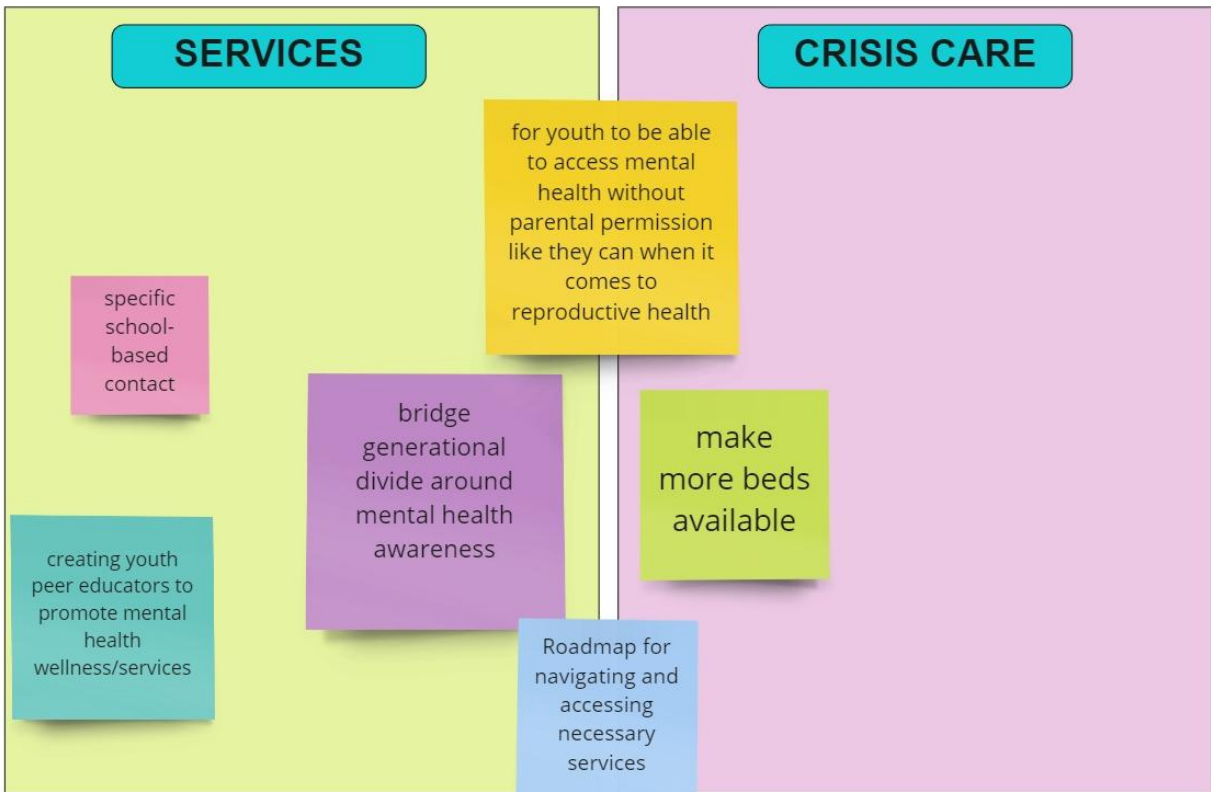 SERVICES
CRISIS CARE
for youth to be able
to access mental
health without
parental permission
like they can when it
comes to
reproductive health
specific
school-
based
contact
bridge
generational
divide around
mental health
awareness
make
more beds
available
creating youth
peer educators to
promote mental
health
wellness/services
Roadmap for
navigating and
accessing
necessary
services